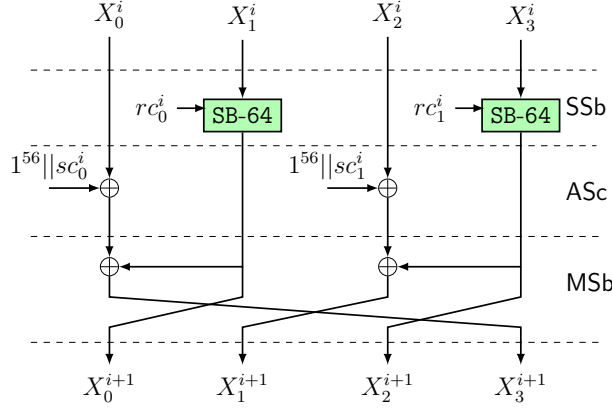 X_0^i X_1^i X_2^i X_3^i
rc_0^i SB-64 rc_1^i SB-64 SSb
1^{56}||sc_0^i 1^{56}||sc_1^i ASc
MSb
X_0^{i+1} X_1^{i+1} X_2^{i+1} X_3^{i+1}